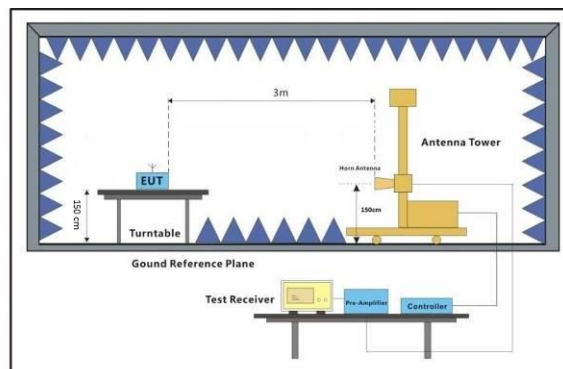 3m
Antenna Tower
Horn Antenna
EUT
150 cm
150cm
Turntable
Gound Reference Plane
Test Receiver
Pre-Amplifier
Controller